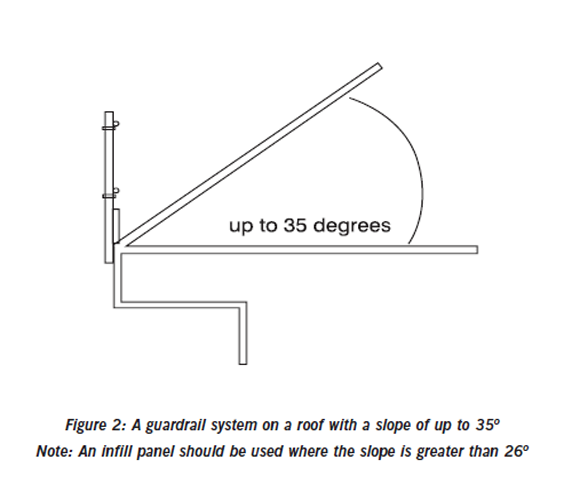 up to 35 degrees
Figure 2: A guardrail system on a roof with a slope of up to 35º
Note: An infill panel should be used where the slope is greater than 26º